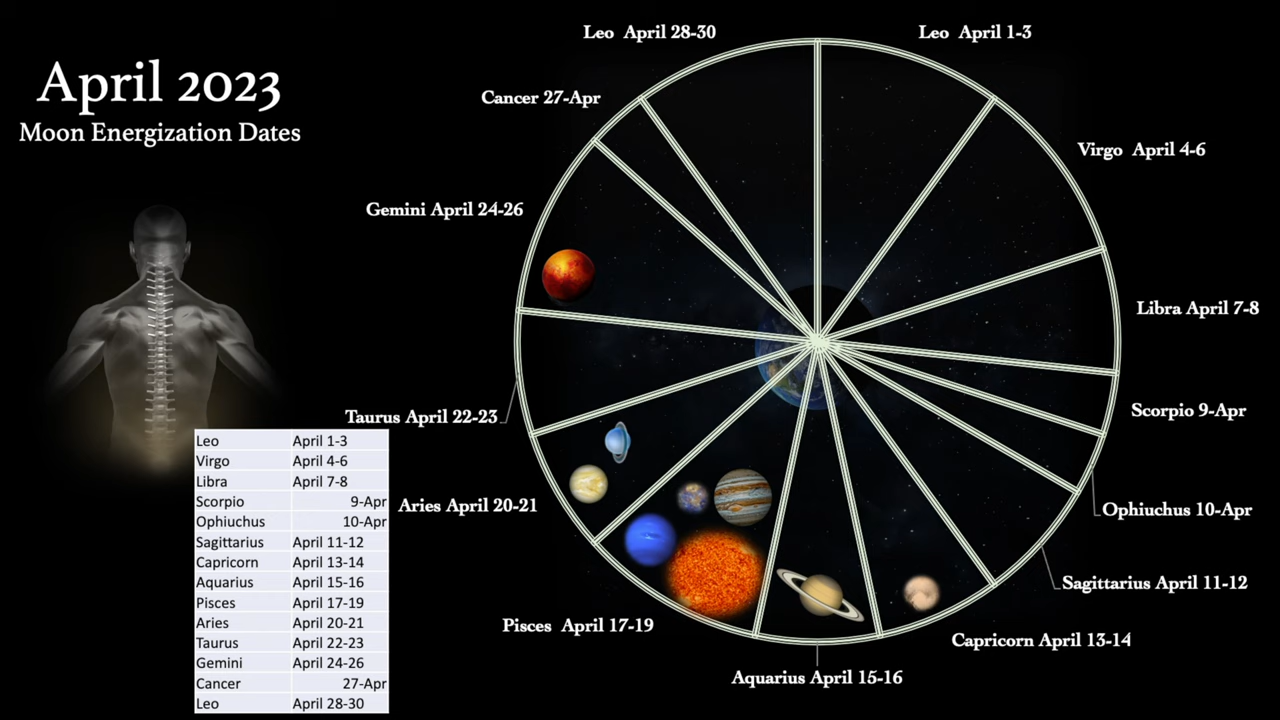 April 2023
Moon Energization Dates
Leo April 28-30
Leo April 1-3
Cancer 27-Apr
Virgo April 4-6
Gemini April 24-26
Libra April 7-8
Taurus April 22-23
Scorpio 9-Apr
Aries April 20-21
Ophiuchus 10-Apr
Sagittarius April 11-12
Pisces April 17-19
Capricorn April 13-14
Aquarius April 15-16
Leo April 1-3
Virgo April 4-6
Libra April 7-8
Scorpio 9-Apr
Ophiuchus 10-Apr
Sagittarius April 11-12
Capricorn April 13-14
Aquarius April 15-16
Pisces April 17-19
Aries April 20-21
Taurus April 22-23
Gemini April 24-26
Cancer 27-Apr
Leo April 28-30